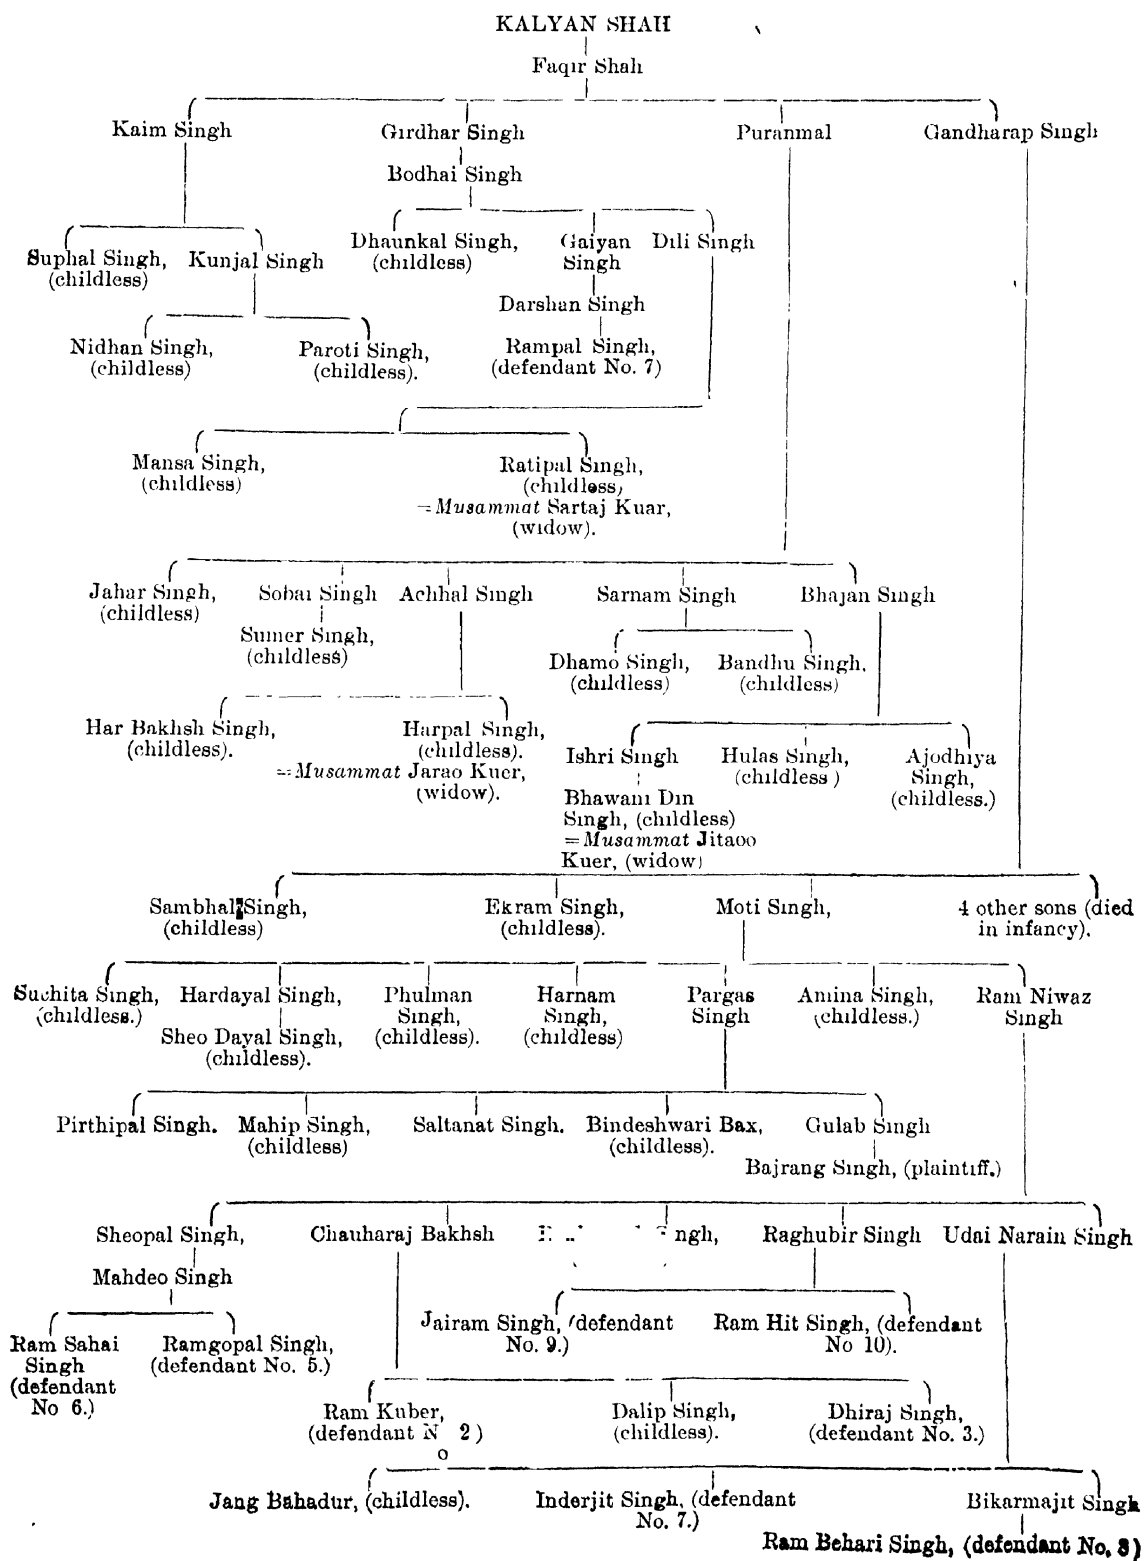 KALYAN SHAH
Faqir Shah
Kaim Singh Girdhar Singh Puranmal Gandharap Singh
Bodhai Singh
Suphal Singh, (childless) Kunjal Singh Dhaunkal Singh, (childless) Gaiyan Singh Dili Singh
Darshan Singh
Nidhan Singh, (childless) Paroti Singh, (childless). Rampal Singh, (defendant No. 7)
Mansa Singh, (childless) Ratipal Singh, (childless)
=Musammat Sartaj Kuar, (widow).
Jahar Singh, (childless) Sobai Singh Achhal Singh Sarnam Singh Bhajan Singh
Sumer Singh, (childless) Dhamo Singh, (childless) Bandhu Singh, (childless)
Har Bakhsh Singh, (childless). Harpal Singh, (childless).
=Musammat Jarao Kuer, (widow).
Ishri Singh Hulas Singh, (childless) Ajodhiya Singh, (childless.)
Bhawani Din
Singh, (childless)
=Musammat Jitaoo
Kuer, (widow)
Sambhal Singh, (childless) Ekram Singh, (childless). Moti Singh, 4 other sons (died in infancy).
Suchita Singh, (childless.) Hardayal Singh, Phulman Singh, (childless). Harnam Singh, (childless) Pargas Singh Amina Singh, (childless.) Ram Niwaz Singh
Sheo Dayal Singh, (childless).
Pirthipal Singh. Mahip Singh, (childless) Saltanat Singh. Bindeshwari Bax, (childless). Gulab Singh
Bajrang Singh, (plaintiff.)
Sheopal Singh, Chauharaj Bakhsh ngh, Raghubir Singh Udai Narain Singh
Mahdeo Singh
Jairam Singh, (defendant No. 9.) Ram Hit Singh, (defendant No 10).
Ram Sahai Singh (defendant No 6.) Ramgopal Singh, (defendant No. 5.)
Ram Kuber, (defendant No 2) Dalip Singh, (childless). Dhiraj Singh, (defendant No. 3.)
Jang Bahadur, (childless). Inderjit Singh, (defendant No. 7.) Bikarmajit Singh
Ram Behari Singh, (defendant No. 8)